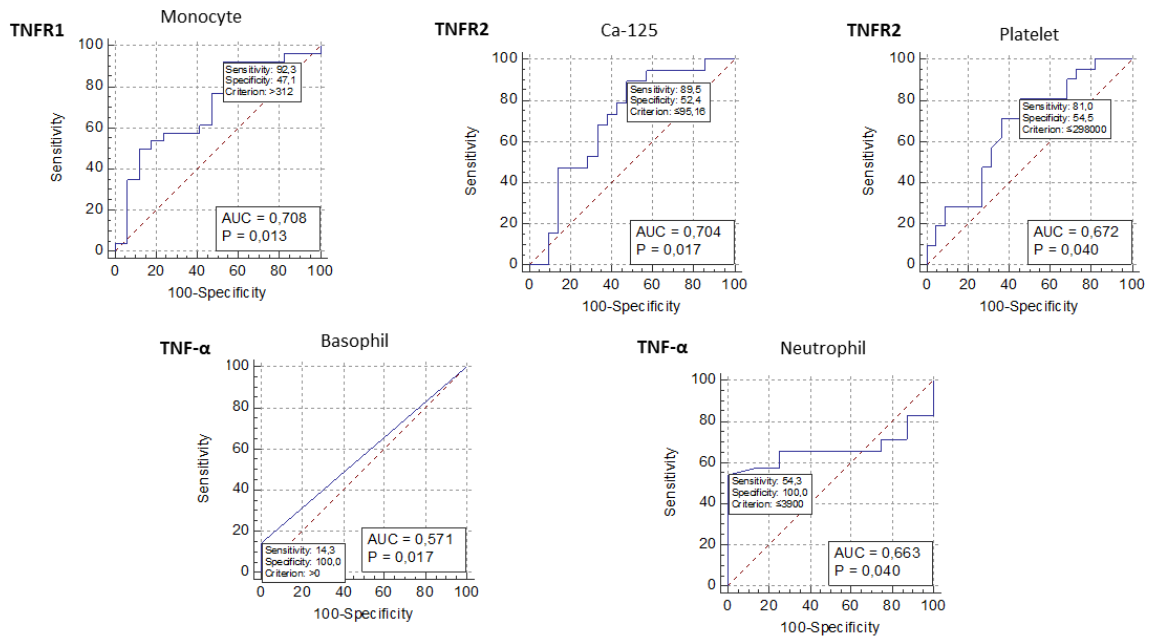 TNFR1
Monocyte
Sensitivity
100
80
60
40
20
0
Sensitivity: 92,3
Specificity: 47,1
Criterion: >312
AUC = 0,708
P = 0,013
0 20 40 60 80 100
100-Specificity
TNFR2
Ca-125
Sensitivity
100
80
60
40
20
0
Sensitivity: 89,5
Specificity: 52,4
Criterion: ≤95,16
AUC = 0,704
P = 0,017
0 20 40 60 80 100
100-Specificity
TNFR2
Platelet
Sensitivity
100
80
60
40
20
0
Sensitivity: 81,0
Specificity: 54,5
Criterion: ≤298000
AUC = 0,672
P = 0,040
0 20 40 60 80 100
100-Specificity
TNF-α
Basophil
Sensitivity
100
80
60
40
20
0
Sensitivity: 14,3
Specificity: 100,0
Criterion: >0
AUC = 0,571
P = 0,017
0 20 40 60 80 100
100-Specificity
TNF-α
Neutrophil
Sensitivity
100
80
60
40
20
0
Sensitivity: 54,3
Specificity: 100,0
Criterion: ≤3900
AUC = 0,663
P = 0,040
0 20 40 60 80 100
100-Specificity